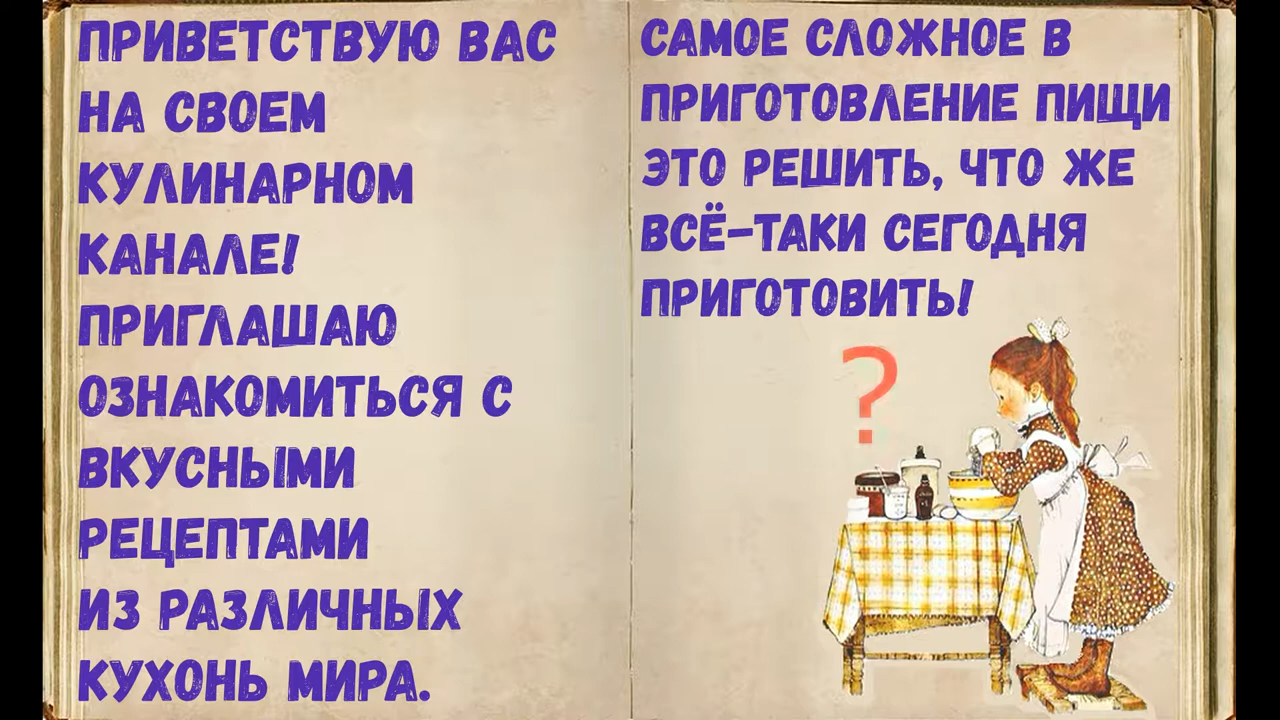 ПРИВЕТСТВУЮ ВАС
НА СВОЕМ
КУЛИНАРНОМ
КАНАЛЕ!
ПРИГЛАШАЮ
ОЗНАКОМИТЬСЯ С
ВКУСНЫМИ
РЕЦЕПТАМИ
ИЗ РАЗЛИЧНЫХ
КУХОНЬ МИРА.
САМОЕ СЛОЖНОЕ В
ПРИГОТОВЛЕНИЕ ПИЩИ
ЭТО РЕШИТЬ, ЧТО ЖЕ
ВСЁ-ТАКИ СЕГОДНЯ
ПРИГОТОВИТЬ!
?